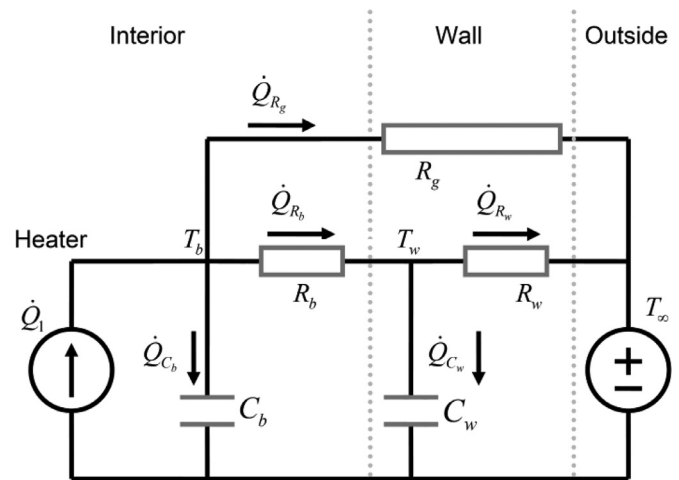 Interior Wall Outside
Q̇_{R_g}
R_g
Q̇_{R_b} Q̇_{R_w}
Heater T_b T_w
R_b R_w
Q̇_1 T_∞
Q̇_{C_b} Q̇_{C_w}
+
−
C_b C_w